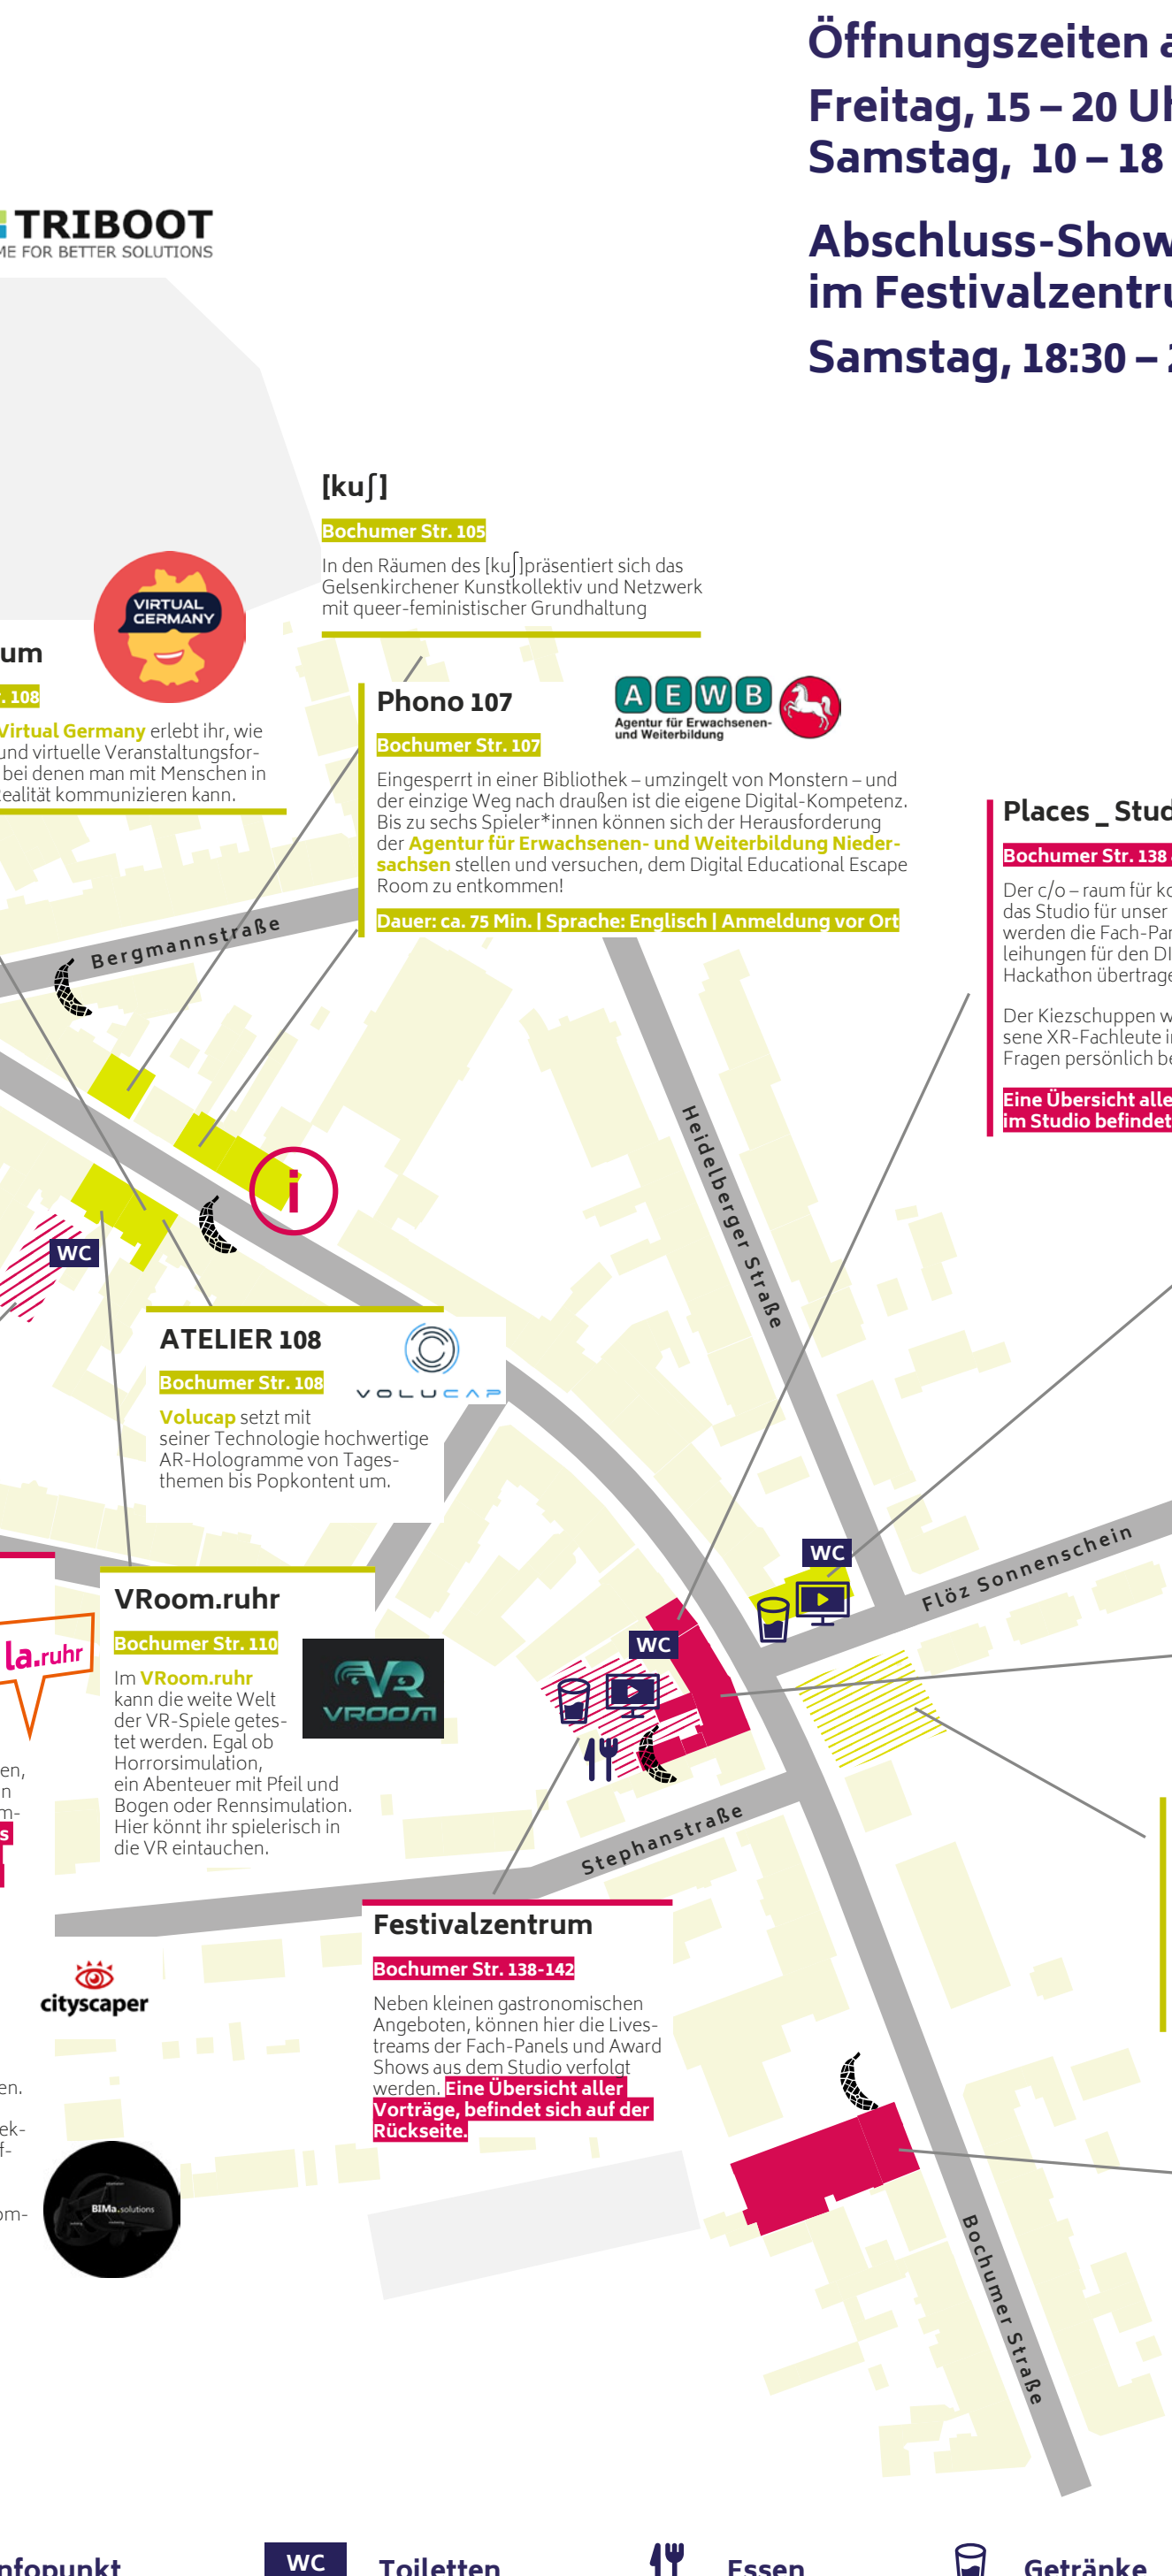 Öffnungszeiten
Freitag, 15 – 20
Samstag, 10 – 18
Abschluss-Show
im
Samstag, 18:30 –
TRIBOOT
FOR BETTER SOLUTIONS
[kuʃ]
Bochumer Str. 105
In den Räumen des [kuʃ]präsentiert sich das
Gelsenkirchener Kunstkollektiv und Netzwerk
mit queer-feministischer Grundhaltung
VIRTUAL
GERMANY
108
Virtual Germany erlebt ihr, wie
und virtuelle Veranstaltungsfor-
bei denen man mit Menschen in
kommunizieren kann.
Phono 107
AEWB
Agentur für Erwachsenen-
und Weiterbildung
Bochumer Str. 107
Eingesperrt in einer Bibliothek – umzingelt von Monstern – und
der einzige Weg nach draußen ist die eigene Digital-Kompetenz.
Bis zu sechs Spieler*innen können sich der Herausforderung
der Agentur für Erwachsenen- und Weiterbildung Nieder-
sachsen stellen und versuchen, dem Digital Educational Escape
Room zu entkommen!
Dauer: ca. 75 Min. | Sprache: Englisch | Anmeldung vor Ort
Places _
Bochumer Str. 138
Der c/o – raum für
das Studio für unser
werden die
leihungen für den
Hackathon
Der Kiezschuppen
sene XR-Fachleute
Fragen persönlich
Eine Übersicht
im Studio befindet
Bergmannstraße
i
WC
Heidelberger Straße
ATELIER 108
VOLUCAP
Bochumer Str. 108
Volucap setzt mit
seiner Technologie hochwertige
AR-Hologramme von Tages-
themen bis Popkontent um.
WC
Flöz Sonnenschein
VRoom.ruhr
Bochumer Str. 110
VR
VROOM
Im VRoom.ruhr
kann die weite Welt
der VR-Spiele getes-
tet werden. Egal ob
Horrorsimulation,
ein Abenteuer mit Pfeil und
Bogen oder Rennsimulation.
Hier könnt ihr spielerisch in
die VR eintauchen.
la.ruhr
WC
Stephanstraße
Festivalzentrum
Bochumer Str. 138-142
Neben kleinen gastronomischen
Angeboten, können hier die Lives-
treams der Fach-Panels und Award
Shows aus dem Studio verfolgt
werden. Eine Übersicht aller
Vorträge, befindet sich auf der
Rückseite.
cityscaper
BIMa.solutions
Bochumer Straße
WC
Toiletten
Essen
Getränke